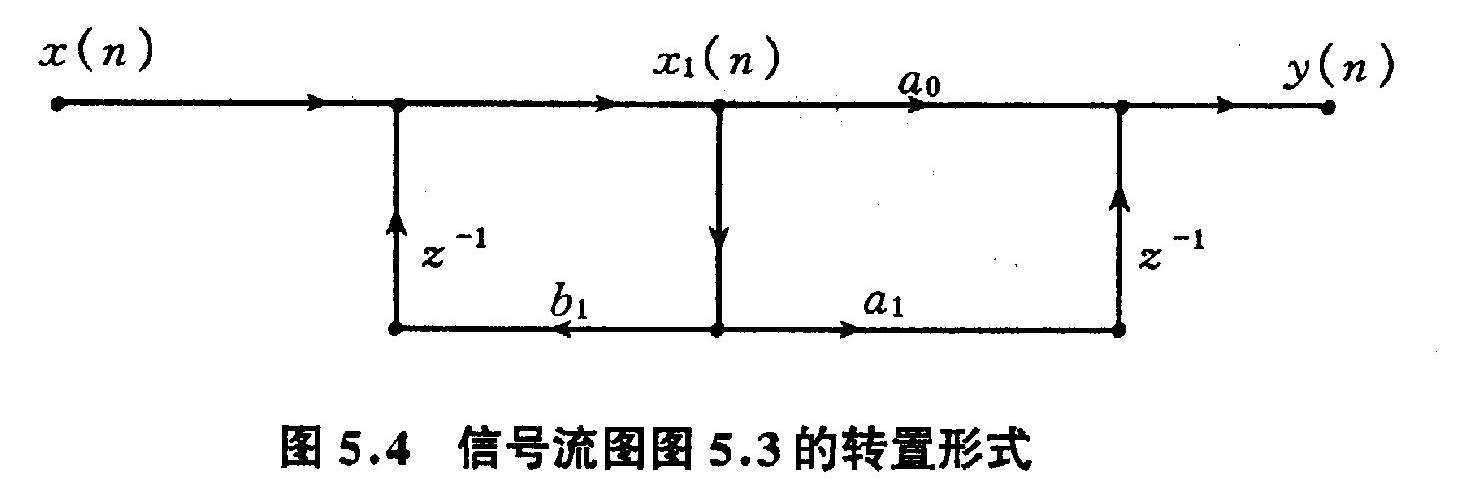 x(n) x₁(n) a₀ y(n)
z⁻¹ z⁻¹
b₁ a₁
图 5.4 信号流图图 5.3 的转置形式